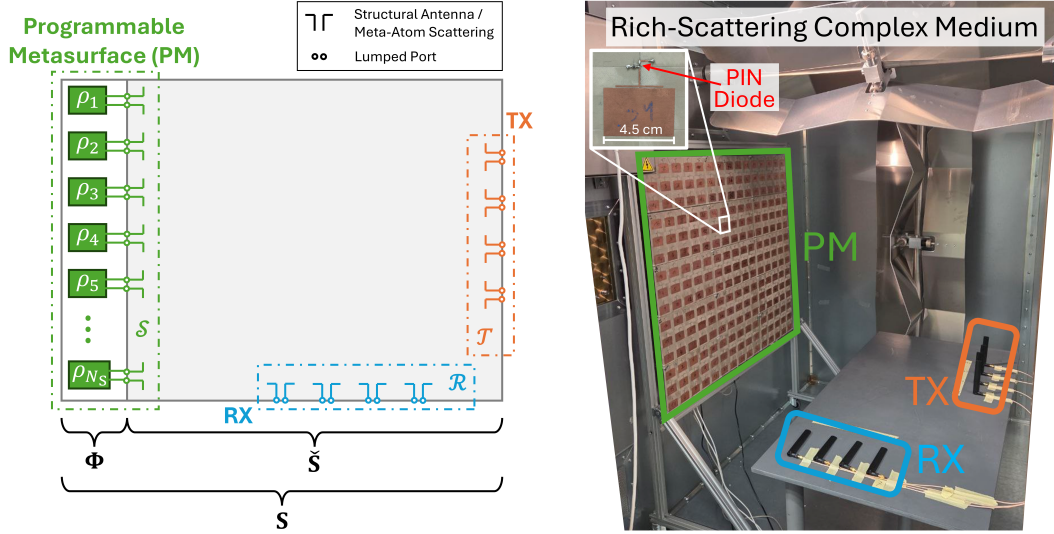 Programmable
Metasurface (PM)
Structural Antenna /
Meta-Atom Scattering
Lumped Port
ρ1
ρ2
ρ3
ρ4
ρ5
ρNS
𝒮
TX
𝒯
ℛ
RX
Φ
Š
S
Rich-Scattering Complex Medium
PIN
Diode
4.5 cm
PM
TX
RX